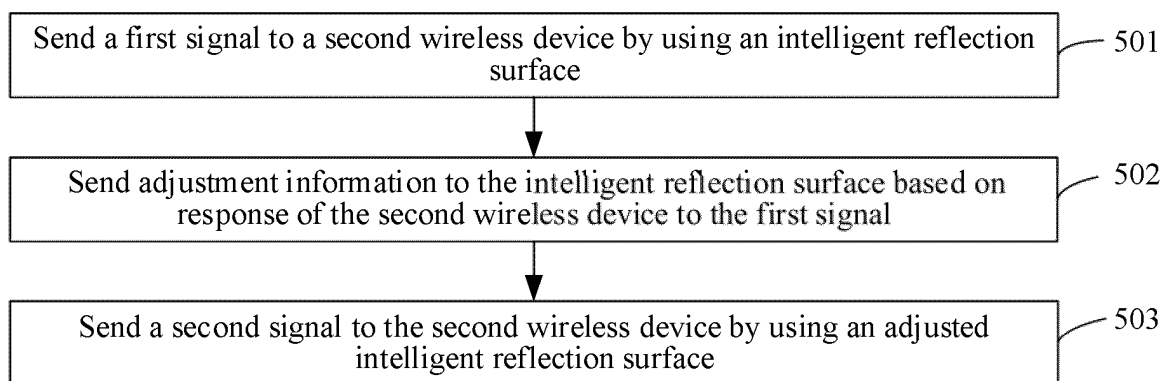 Send a first signal to a second wireless device by using an intelligent reflection
surface
501
Send adjustment information to the intelligent reflection surface based on
response of the second wireless device to the first signal
502
Send a second signal to the second wireless device by using an adjusted
intelligent reflection surface
503